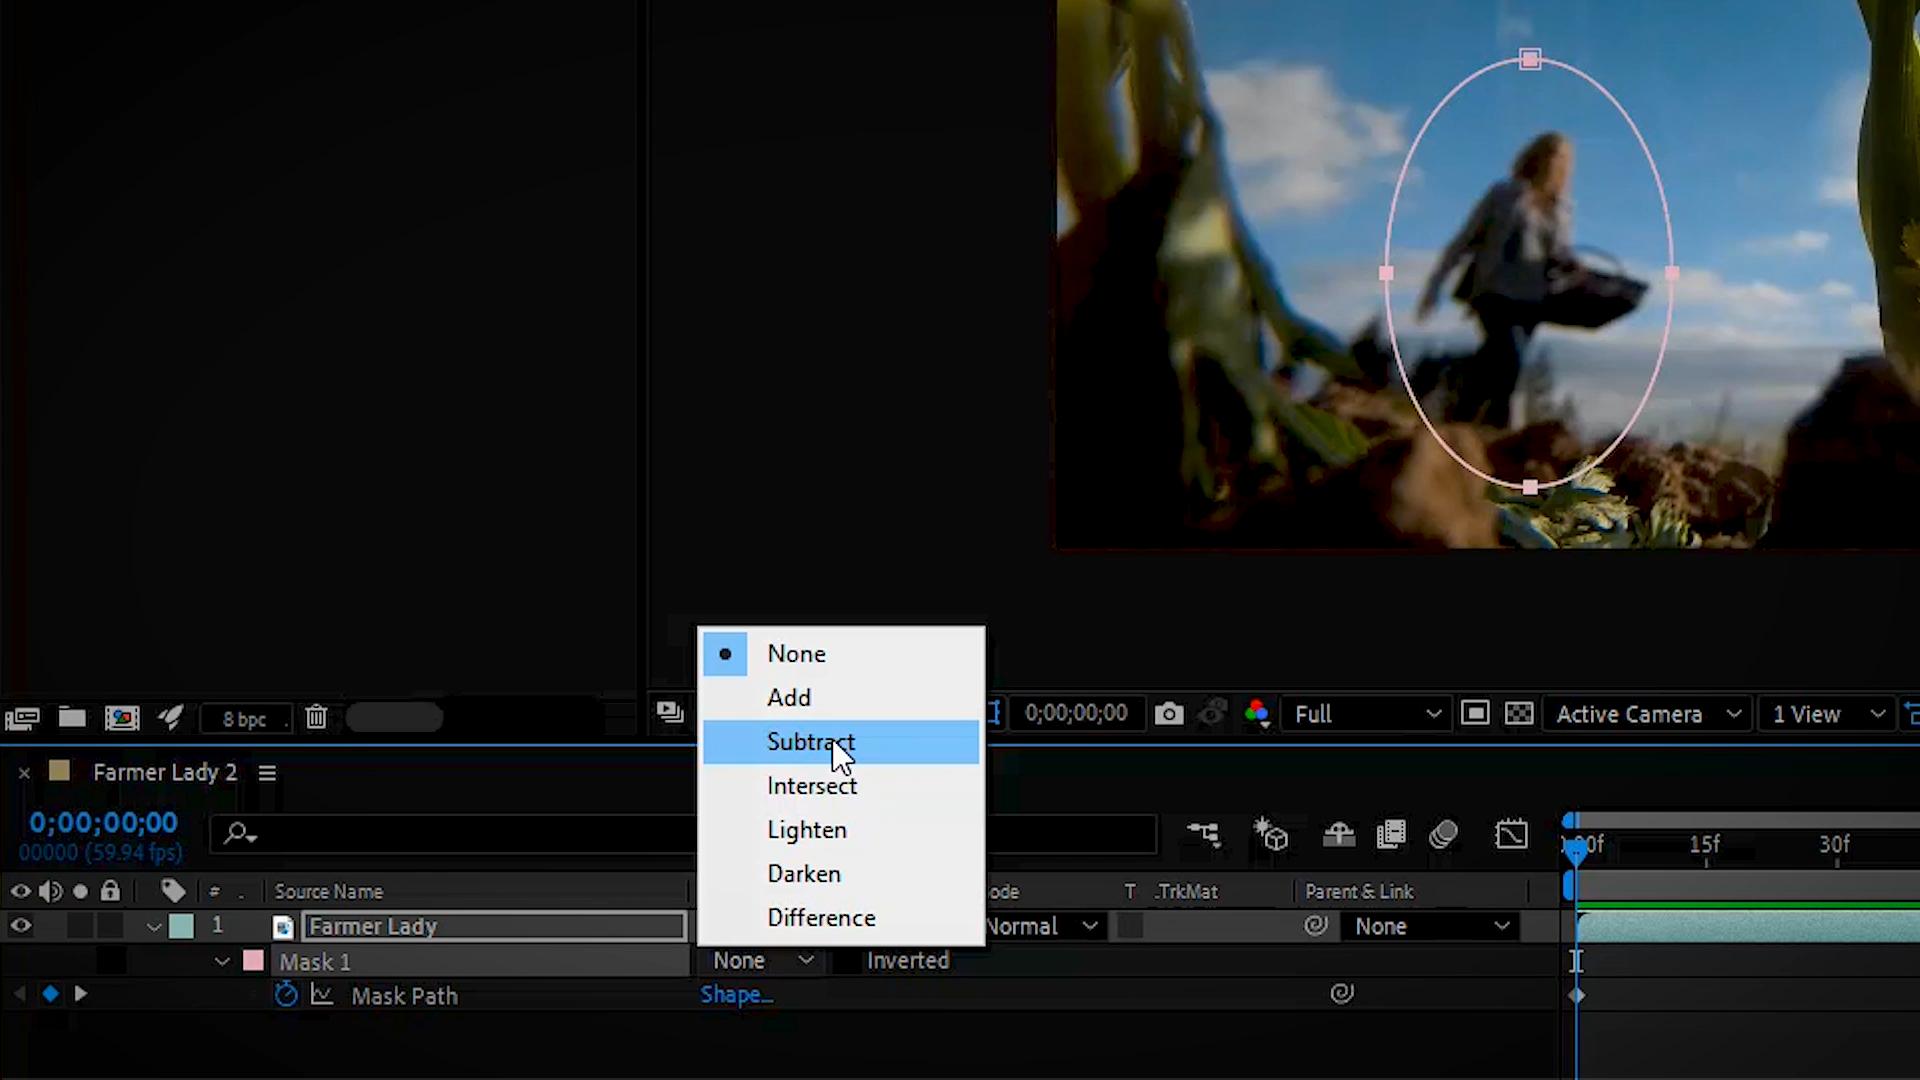 None
Add
Subtract
Intersect
Lighten
Darken
Difference
8 bpc
0;00;00;00
Full
Active Camera
1 View
Farmer Lady 2
0;00;00;00
00000 (59.94 fps)
15f
30f
#
Source Name
T .TrkMat
Parent & Link
1
Farmer Lady
Normal
None
Mask 1
None
Inverted
Mask Path
Shape...